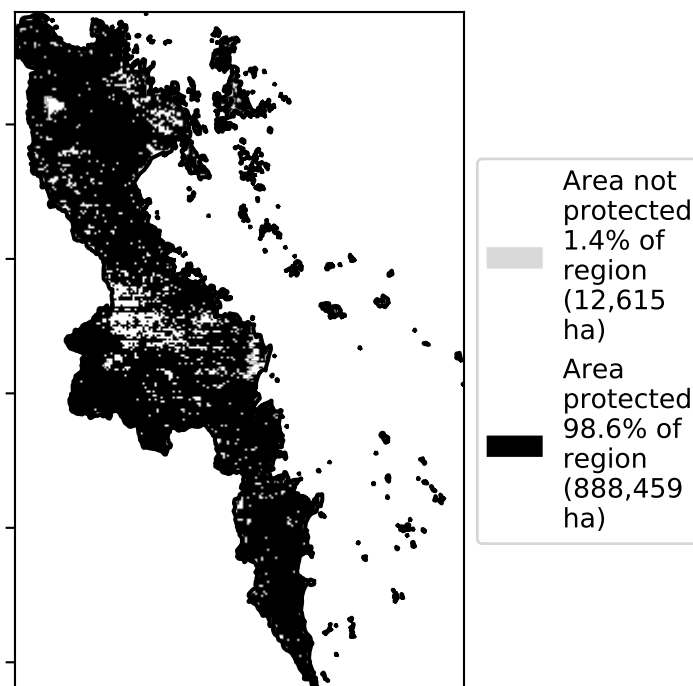 Area not
protected
1.4% of
region
(12,615
ha)
Area
protected
98.6% of
region
(888,459
ha)